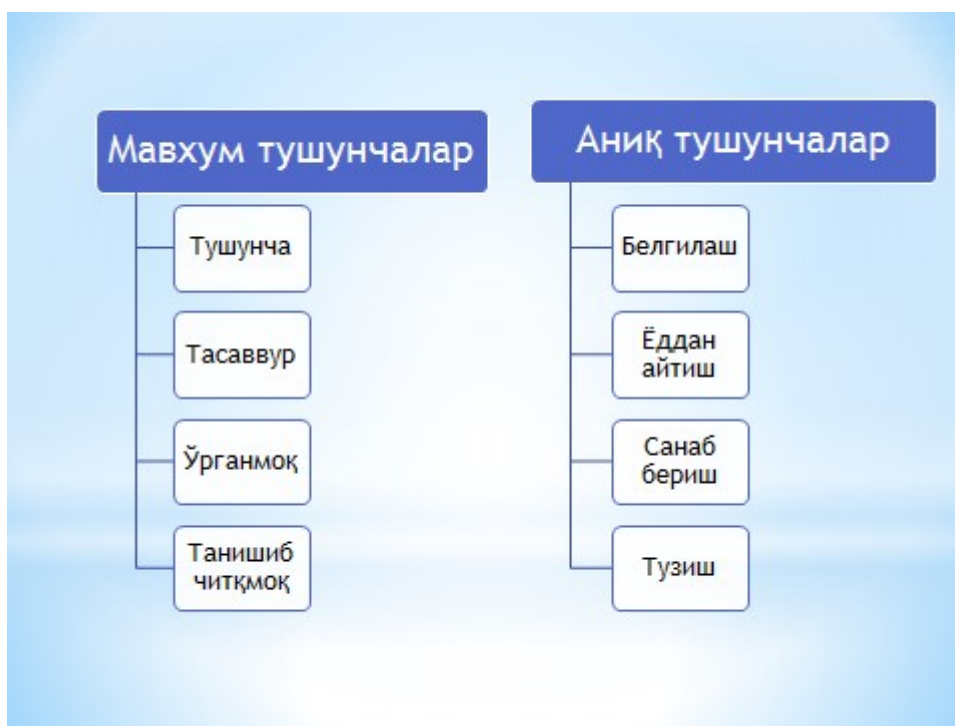 Мавхум тушунчалар
Тушунча
Тасаввур
Ўрганмоқ
Танишиб
читқмоқ
Аниқ тушунчалар
Белгилаш
Ёддан
айтиш
Санаб
бериш
Тузиш